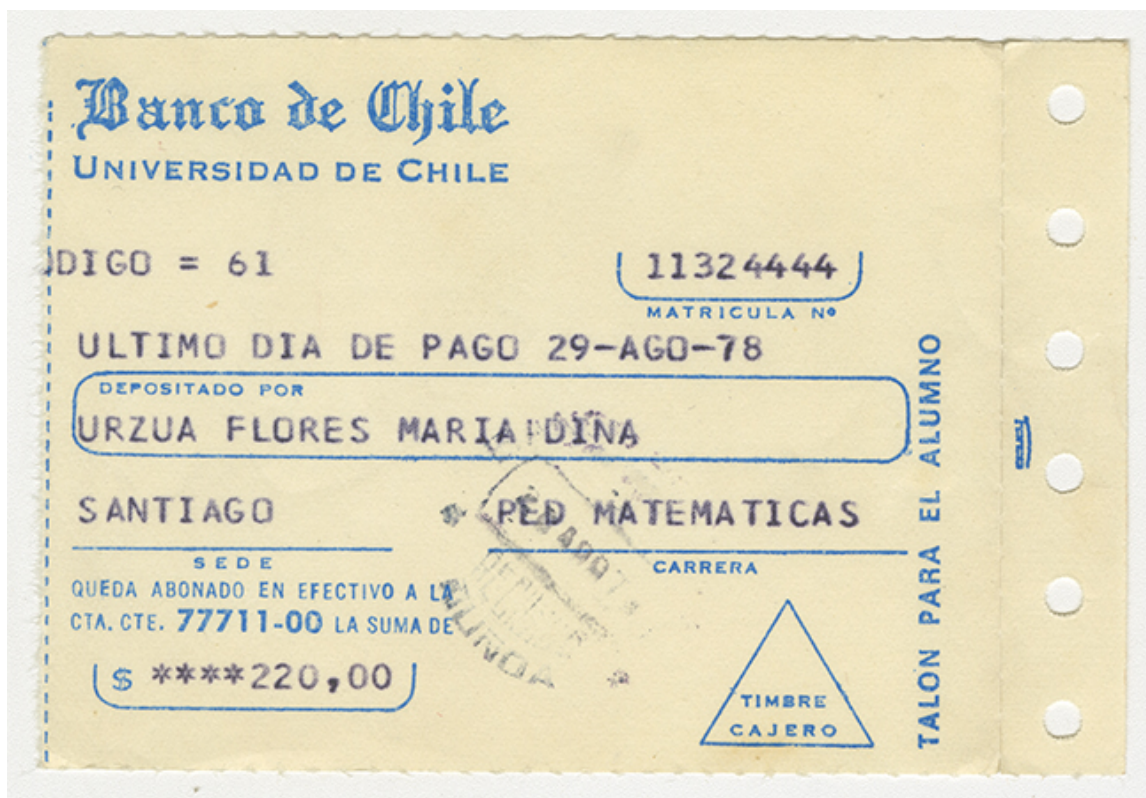 Banco de Chile
UNIVERSIDAD DE CHILE
DIGO = 61
11324444
MATRICULA Nº
ULTIMO DIA DE PAGO 29-AGO-78
DEPOSITADO POR
URZUA FLORES MARIA DINA
SANTIAGO
PED MATEMATICAS
SEDE
CARRERA
QUEDA ABONADO EN EFECTIVO A LA
CTA. CTE. 77711-00 LA SUMA DE
$ ****220,00
TIMBRE
CAJERO
TALON PARA EL ALUMNO